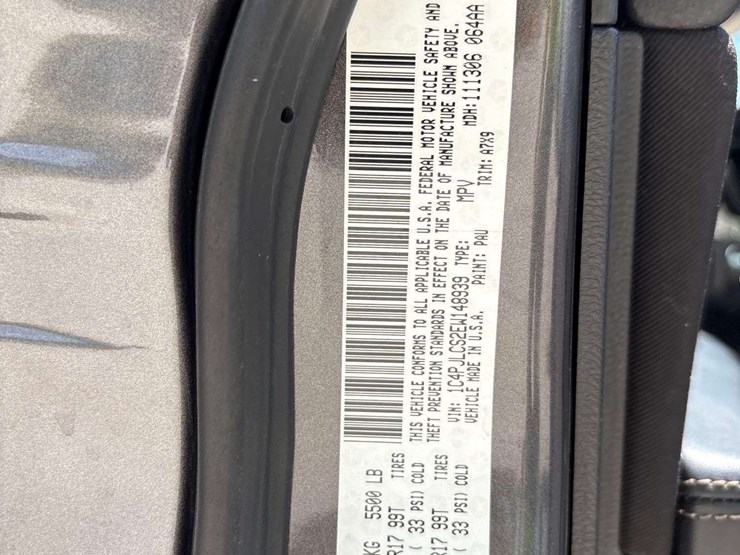 MDH: 111306 064AA
THIS VEHICLE CONFORMS TO ALL APPLICABLE U.S.A. FEDERAL MOTOR VEHICLE SAFETY AND
THEFT PREVENTION STANDARDS IN EFFECT ON THE DATE OF MANUFACTURE SHOWN ABOVE.
VIN: 1C4PJLCS2EW148939 TYPE: MPV
VEHICLE MADE IN U.S.A. PAINT: PAU TRIM: A7X9
KG 5500 LB
R17 99T TIRES
( 33 PSI) COLD
R17 99T TIRES
( 33 PSI) COLD